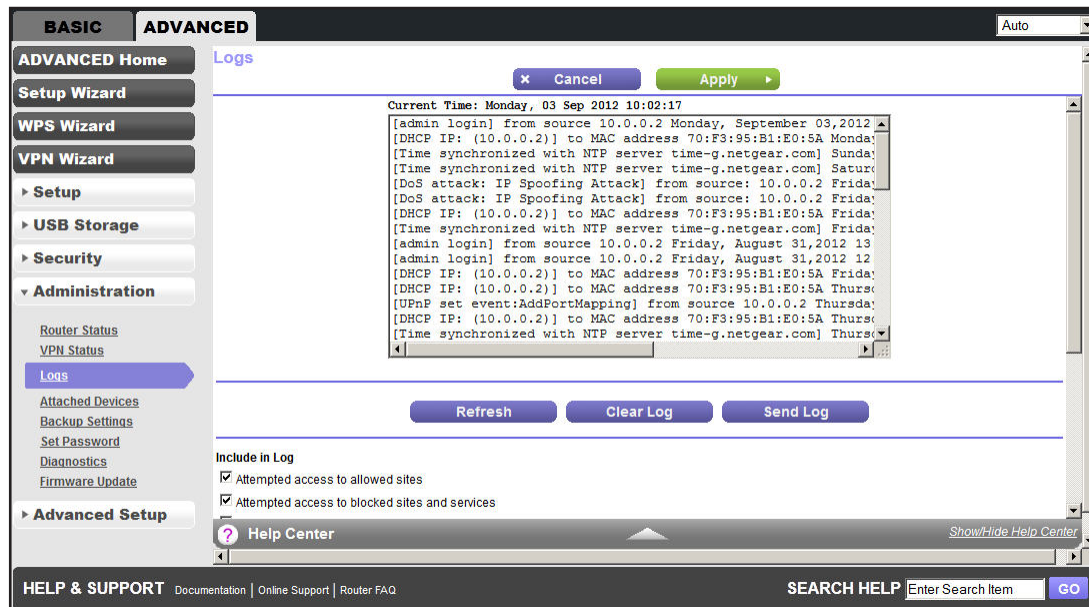 BASIC ADVANCED Auto
ADVANCED Home
Setup Wizard
WPS Wizard
VPN Wizard
Setup
USB Storage
Security
Administration
Router Status
VPN Status
Logs
Attached Devices
Backup Settings
Set Password
Diagnostics
Firmware Update
Advanced Setup
Logs
Cancel Apply
Current Time: Monday, 03 Sep 2012 10:02:17
[admin login] from source 10.0.0.2 Monday, September 03,2012
[DHCP IP: (10.0.0.2)] to MAC address 70:F3:95:B1:E0:5A Monday
[Time synchronized with NTP server time-g.netgear.com] Sunday
[Time synchronized with NTP server time-g.netgear.com]
[DoS attack: IP Spoofing Attack] from source: 10.0.0.2 Friday
[DoS attack: IP Spoofing Attack] from source: 10.0.0.2 Friday
[DHCP IP: (10.0.0.2)] to MAC address 70:F3:95:B1:E0:5A Friday
[Time synchronized with NTP server time-g.netgear.com] Friday
[admin login] from source 10.0.0.2 Friday, August 31,2012 13
[admin login] from source 10.0.0.2 Friday, August 31,2012 12
[DHCP IP: (10.0.0.2)] to MAC address 70:F3:95:B1:E0:5A Friday
[DHCP IP: (10.0.0.2)] to MAC address 70:F3:95:B1:E0:5A Thurs
[UPnP set event:AddPortMapping] from source 10.0.0.2 Thursday
[DHCP IP: (10.0.0.2)] to MAC address 70:F3:95:B1:E0:5A Thurs
[Time synchronized with NTP server time-g.netgear.com] Thurs
Refresh Clear Log Send Log
Include in Log
Attempted access to allowed sites
Attempted access to blocked sites and services
? Help Center Show/Hide Help Center
HELP & SUPPORT Documentation | Online Support | Router FAQ SEARCH HELP Enter Search Item GO